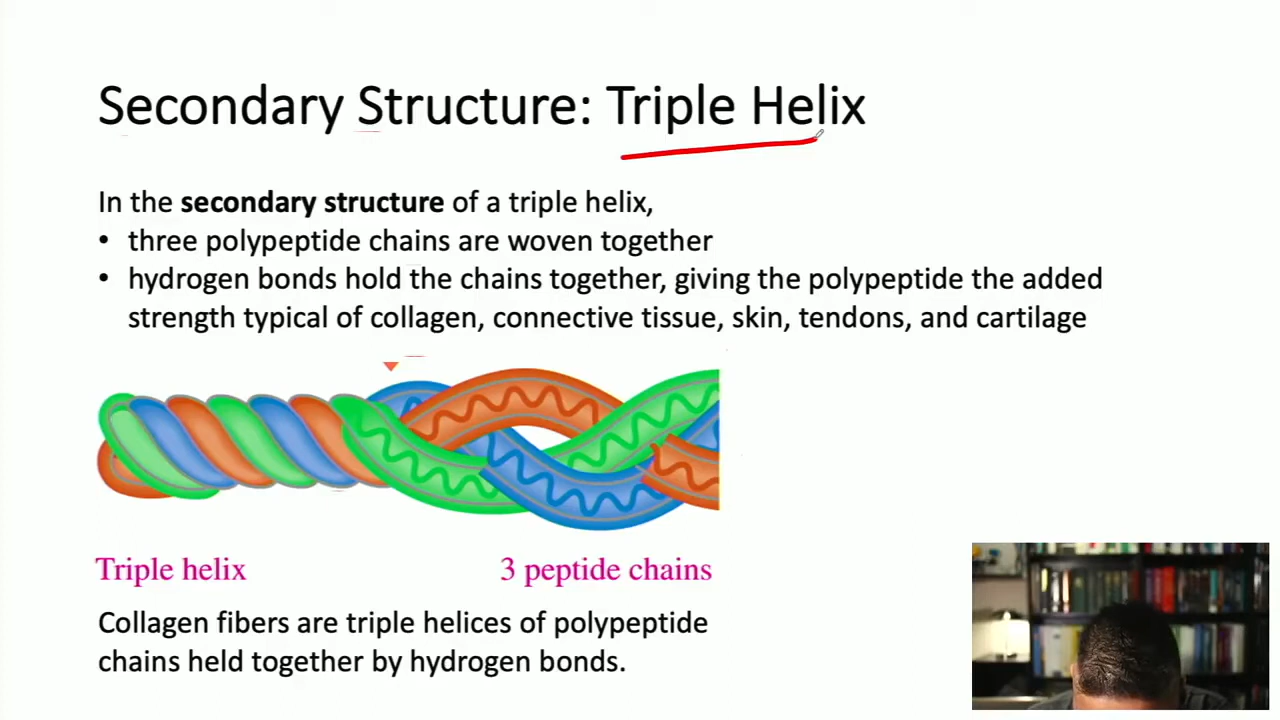 Secondary Structure: Triple Helix
In the secondary structure of a triple helix,
• three polypeptide chains are woven together
• hydrogen bonds hold the chains together, giving the polypeptide the added
strength typical of collagen, connective tissue, skin, tendons, and cartilage
Triple helix
3 peptide chains
Collagen fibers are triple helices of polypeptide
chains held together by hydrogen bonds.